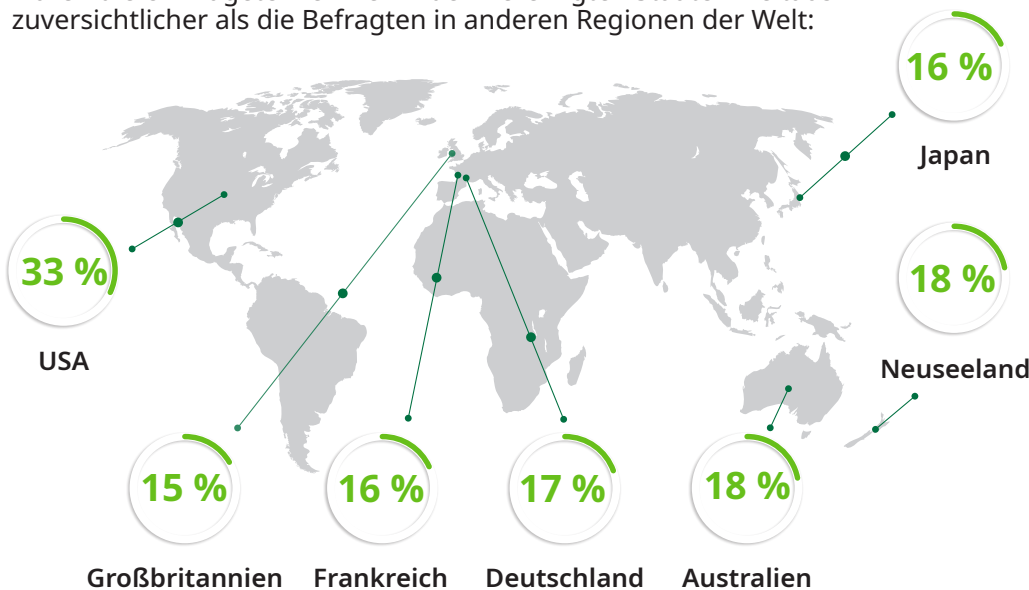 zuversichtlicher als die Befragten in anderen Regionen der Welt:
16 %
Japan
33 %
USA
18 %
Neuseeland
15 %
Großbritannien
16 %
Frankreich
17 %
Deutschland
18 %
Australien